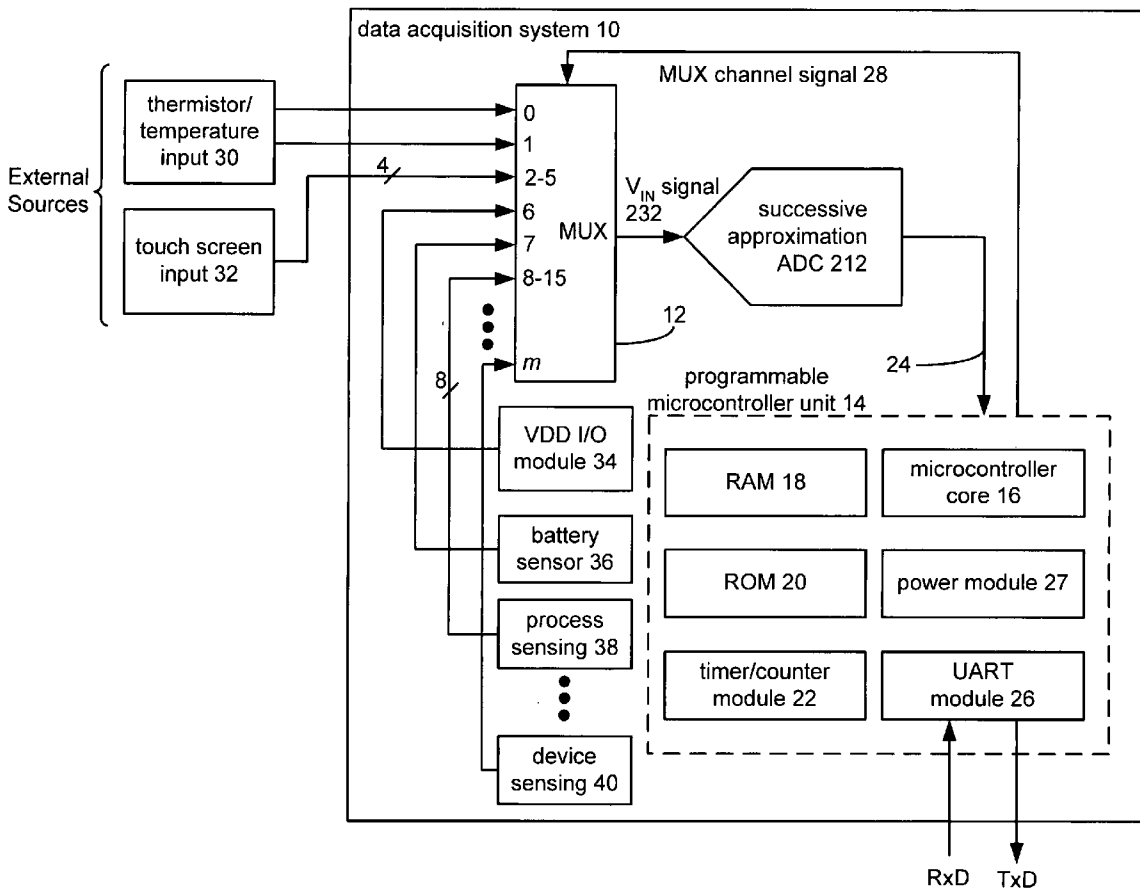 data acquisition system 10
MUX channel signal 28
External
Sources
thermistor/
temperature
input 30
touch screen
input 32
4
0
1
2-5
6
7
8-15
m
MUX
12
8
V_IN signal
232
successive
approximation
ADC 212
24
programmable
microcontroller unit 14
VDD I/O
module 34
battery
sensor 36
process
sensing 38
device
sensing 40
RAM 18
microcontroller
core 16
ROM 20
power module 27
timer/counter
module 22
UART
module 26
RxD
TxD